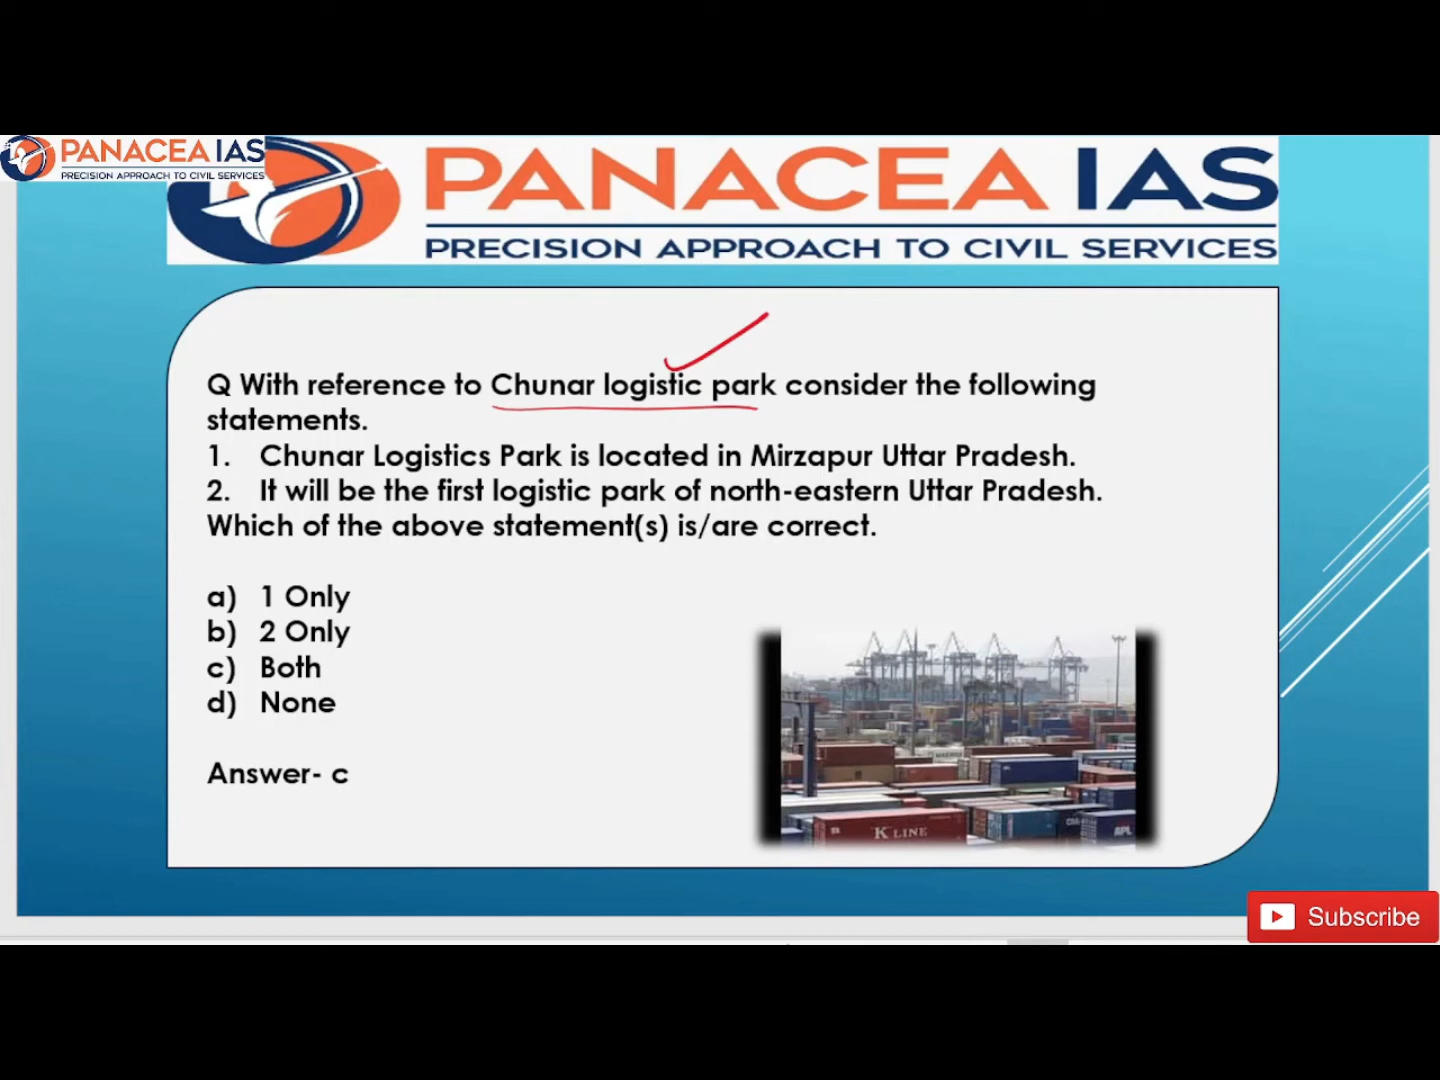 PANACEA IAS
PRECISION APPROACH TO CIVIL SERVICES
PANACEA IAS
PRECISION APPROACH TO CIVIL SERVICES
Q With reference to Chunar logistic park consider the following
statements.
1. Chunar Logistics Park is located in Mirzapur Uttar Pradesh.
2. It will be the first logistic park of north-eastern Uttar Pradesh.
Which of the above statement(s) is/are correct.
a) 1 Only
b) 2 Only
c) Both
d) None
Answer- c
K LINE
APL
Subscribe